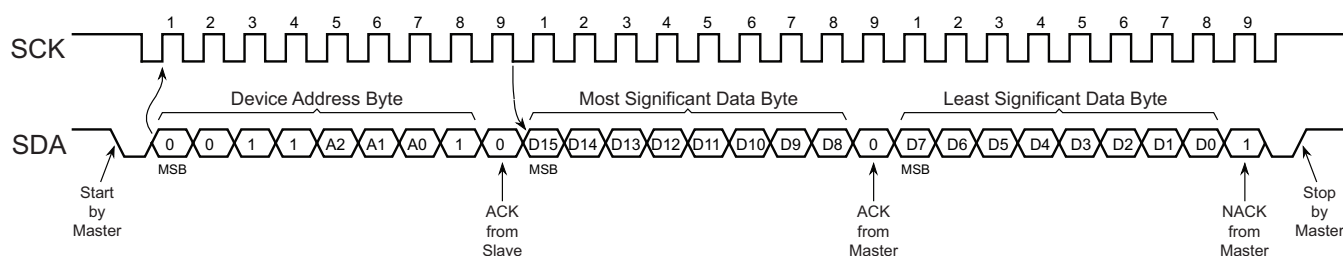 1 2 3 4 5 6 7 8 9 1 2 3 4 5 6 7 8 9 1 2 3 4 5 6 7 8 9
SCK
Device Address Byte Most Significant Data Byte Least Significant Data Byte
SDA 0 0 1 1 A2 A1 A0 1 0 D15 D14 D13 D12 D11 D10 D9 D8 0 D7 D6 D5 D4 D3 D2 D1 D0 1
MSB MSB MSB
Start
by
Master
ACK
from
Slave
ACK
from
Master
NACK
from
Master
Stop
by
Master